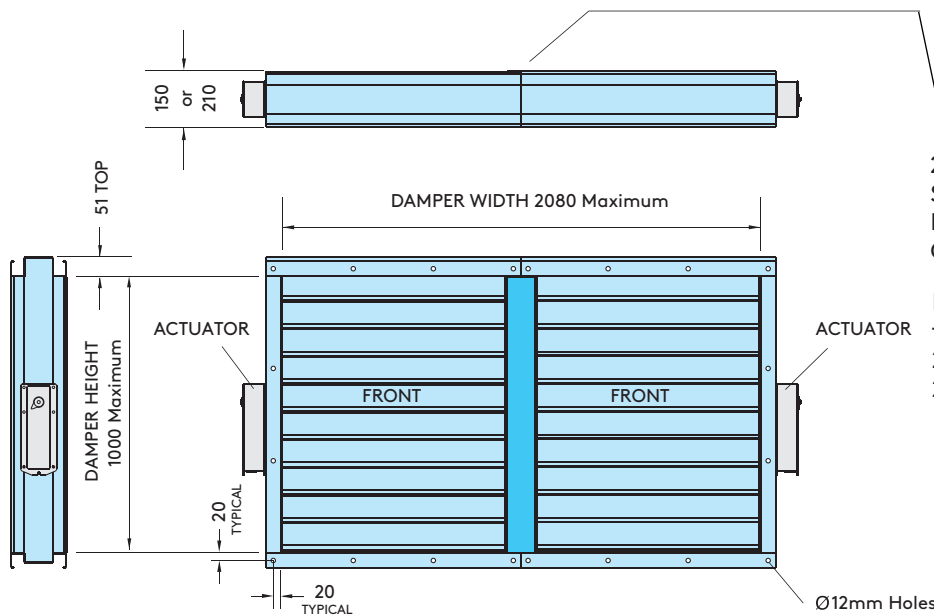 150
or
210
51 TOP
DAMPER WIDTH 2080 Maximum
ACTUATOR
ACTUATOR
DAMPER HEIGHT
1000 Maximum
FRONT
FRONT
20
TYPICAL
20
TYPICAL
Ø12mm Holes